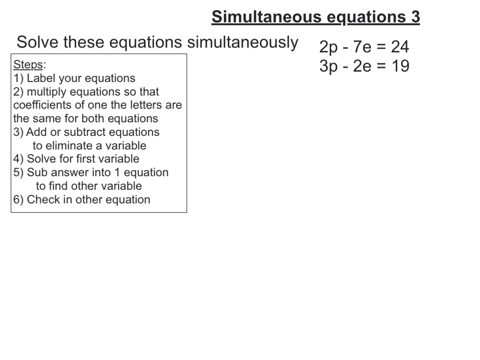 Simultaneous equations 3
Solve these equations simultaneously
2p - 7e = 24
3p - 2e = 19
Steps:
1) Label your equations
2) multiply equations so that
coefficients of one the letters are
the same for both equations
3) Add or subtract equations
to eliminate a variable
4) Solve for first variable
5) Sub answer into 1 equation
to find other variable
6) Check in other equation